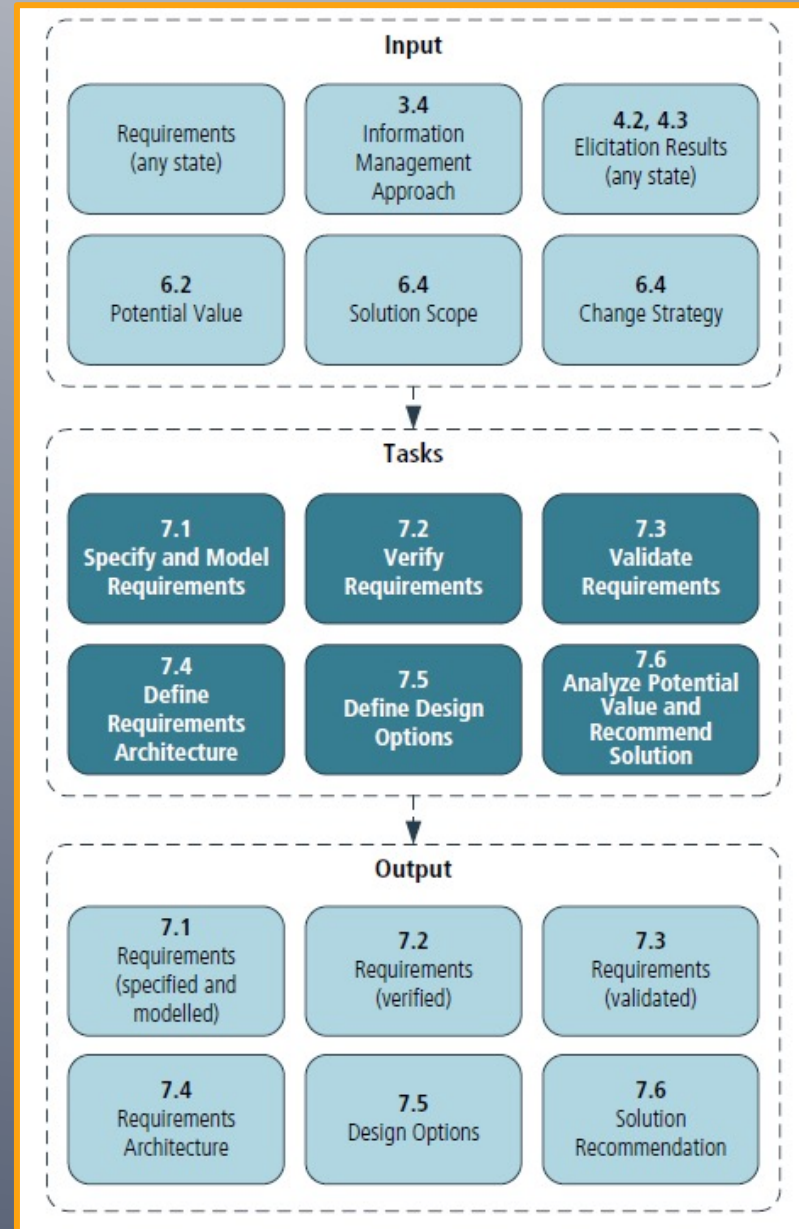 Input
Requirements
(any state)
3.4
Information
Management
Approach
4.2, 4.3
Elicitation Results
(any state)
6.2
Potential Value
6.4
Solution Scope
6.4
Change Strategy
Tasks
7.1
Specify and Model
Requirements
7.2
Verify
Requirements
7.3
Validate
Requirements
7.4
Define
Requirements
Architecture
7.5
Define Design
Options
7.6
Analyze Potential
Value and
Recommend
Solution
Output
7.1
Requirements
(specified and
modelled)
7.2
Requirements
(verified)
7.3
Requirements
(validated)
7.4
Requirements
Architecture
7.5
Design Options
7.6
Solution
Recommendation